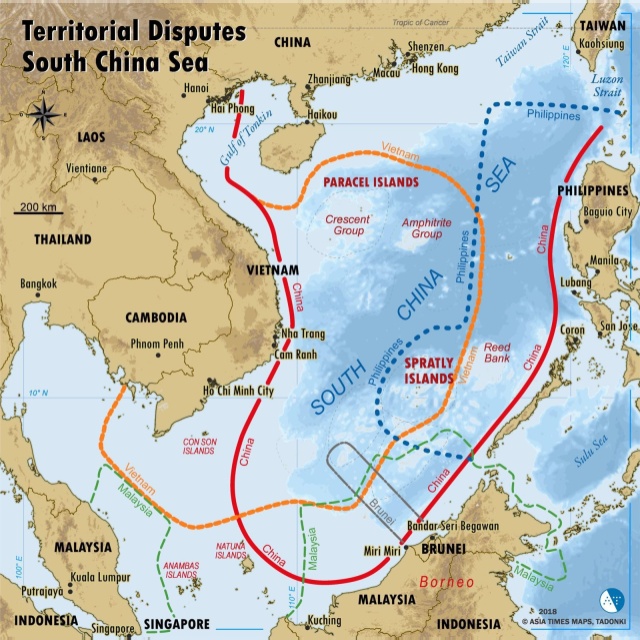 Territorial Disputes
South China Sea
Tropic of Cancer
TAIWAN
Kaohsiung
CHINA
Shenzen
Hong Kong
Macau
Taiwan Strait
120° E
Zhanjiang
Luzon
Strait
Hanoi
Hai Phong
Haikou
Philippines
20° N
Gulf of Tonkin
LAOS
Vientiane
Vietnam
SEA
PARACEL ISLANDS
PHILIPPINES
200 km
Crescent
Group
Amphitrite
Group
Baguio City
THAILAND
China
Philippines
Manila
VIETNAM
CHINA
Bangkok
China
Lubang
CAMBODIA
Phnom Penh
Nha Trang
Cam Ranh
Coron
San Jose
Philippines
Reed
Bank
China
SPRATLY
ISLANDS
Vietnam
10° N
Ho Chi Minh City
SOUTH
CON SON
ISLANDS
China
Sulu Sea
Vietnam
Malaysia
China
Brunei
Bandar Seri Begawan
MALAYSIA
NATUNA
ISLANDS
China
Malaysia
Miri Miri
BRUNEI
ANAMBAS
ISLANDS
100° E
Kuala Lumpur
Putrajaya
Borneo
Malaysia
110° E
MALAYSIA
INDONESIA
Singapore
SINGAPORE
Kuching
INDONESIA
2018
© ASIA TIMES MAPS, TADONKI